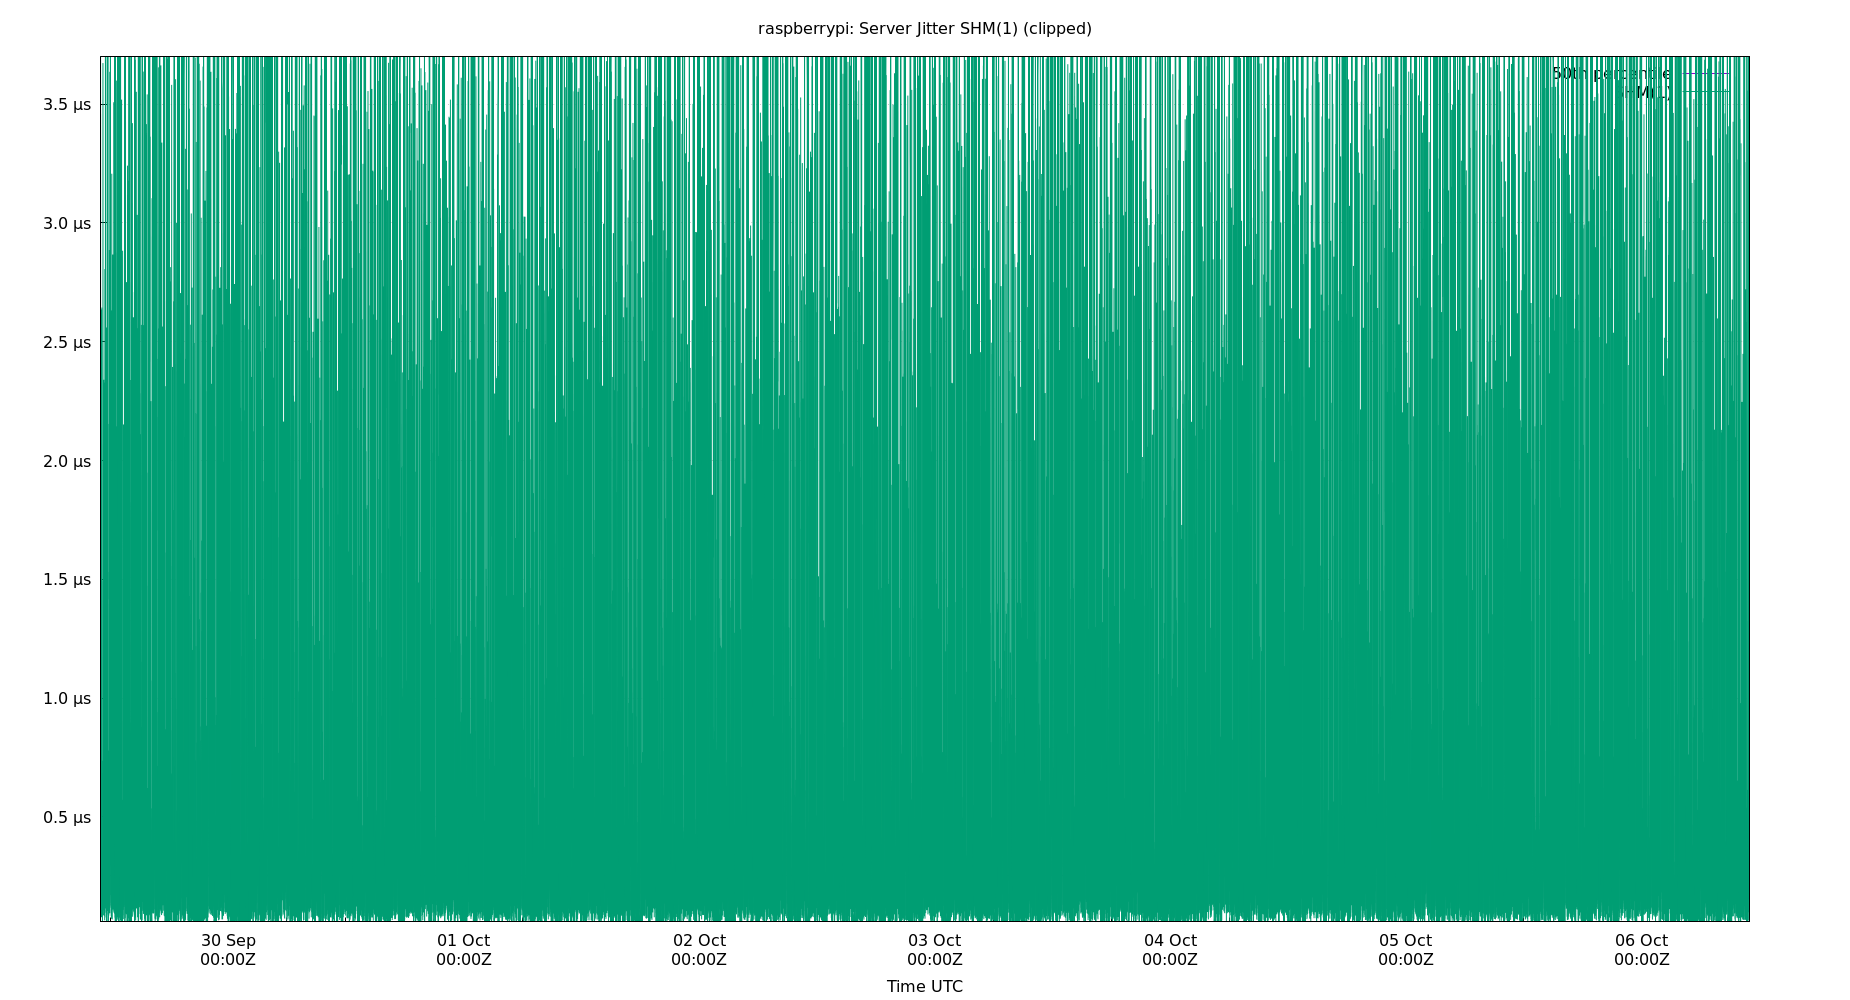 raspberrypi: Server Jitter SHM(1) (clipped)
50th percentile
SHM(1)
3.5 μs
3.0 μs
2.5 μs
2.0 μs
1.5 μs
1.0 μs
0.5 μs
30 Sep 01 Oct 02 Oct 03 Oct 04 Oct 05 Oct 06 Oct
00:00Z 00:00Z 00:00Z 00:00Z 00:00Z 00:00Z 00:00Z
Time UTC